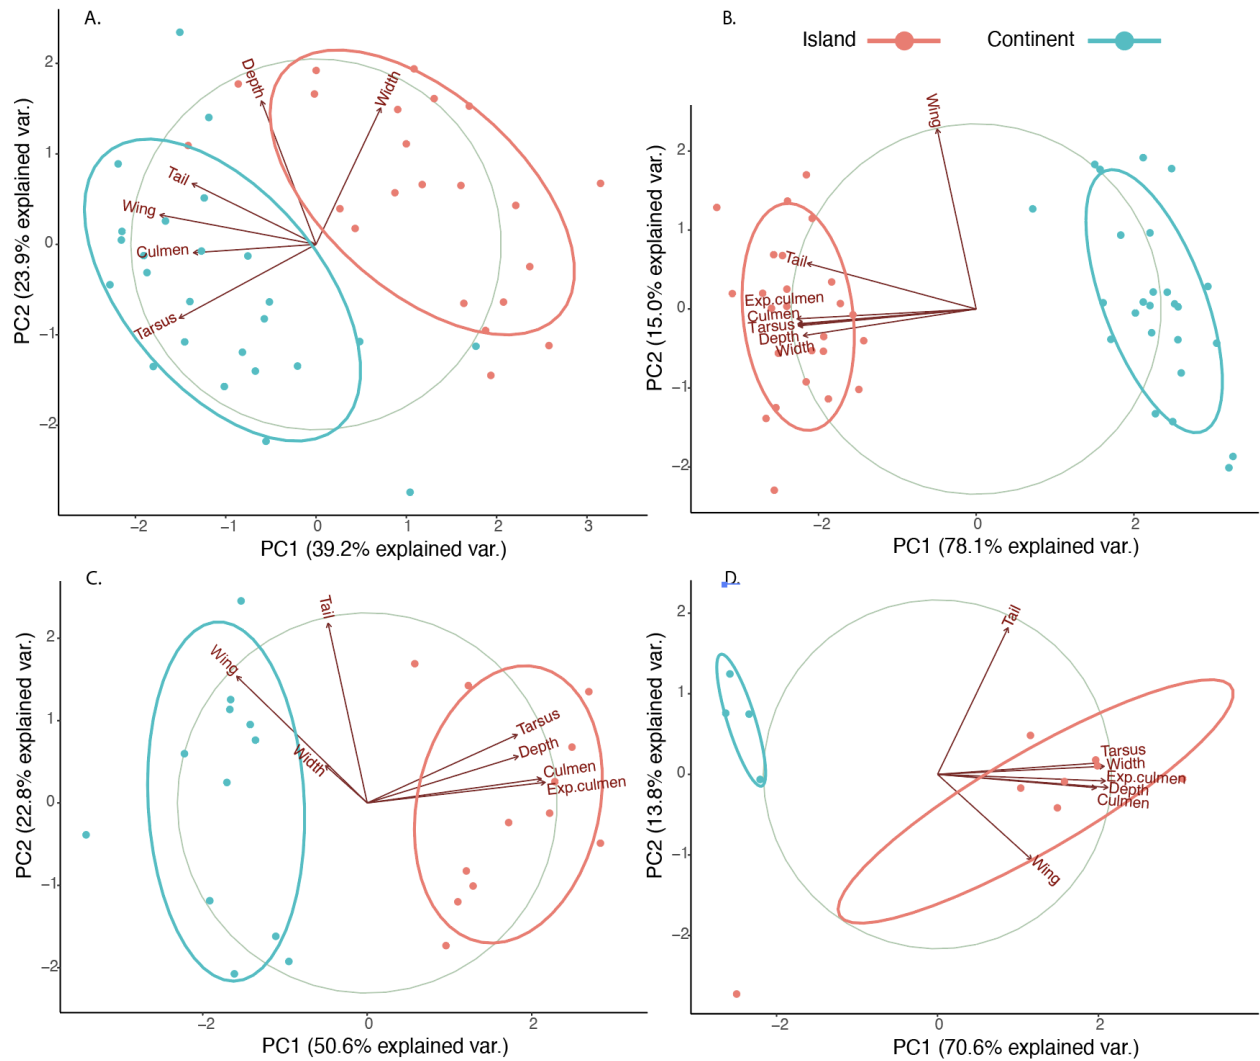 A.
B.
Island
Continent
PC2 (23.9% explained var.)
2
1
0
−1
−2
Depth
Width
Tail
Wing
Culmen
Tarsus
−2
−1
0
1
2
3
PC1 (39.2% explained var.)
PC2 (15.0% explained var.)
2
1
0
−1
−2
Wing
Tail
Exp.culmen
Culmen
Tarsus
Depth
Width
−2
0
2
PC1 (78.1% explained var.)
C.
PC2 (22.8% explained var.)
2
1
0
−1
−2
Tail
Wing
Width
Tarsus
Depth
Culmen
Exp.culmen
−2
0
2
PC1 (50.6% explained var.)
D.
PC2 (13.8% explained var.)
2
1
0
−1
−2
Tail
Tarsus
Width
Exp.culmen
Depth
Culmen
Wing
−2
0
2
PC1 (70.6% explained var.)